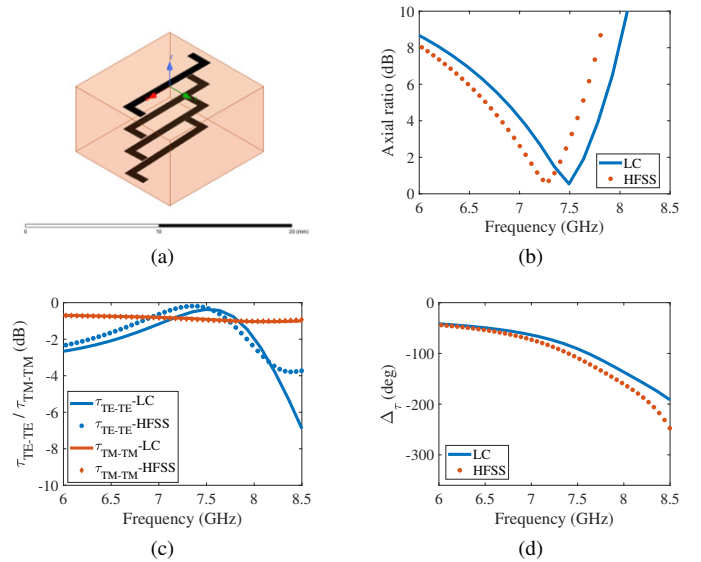 0
10
20 (mm)
(a)
10
8
6
4
2
0
Axial ratio (dB)
LC
HFSS
6
6.5
7
7.5
8
8.5
Frequency (GHz)
(b)
0
-2
-4
-6
-8
-10
τTE-TE / τTM-TM (dB)
τTE-TE-LC
τTE-TE-HFSS
τTM-TM-LC
τTM-TM-HFSS
6
6.5
7
7.5
8
8.5
Frequency (GHz)
(c)
0
-100
-200
-300
Δτ (deg)
LC
HFSS
6
6.5
7
7.5
8
8.5
Frequency (GHz)
(d)